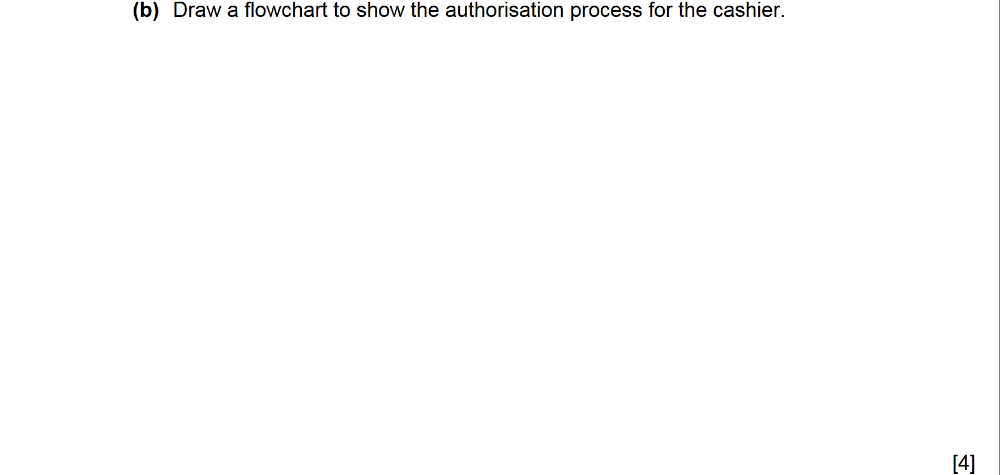 (b) Draw a flowchart to show the authorisation process for the cashier.
[4]